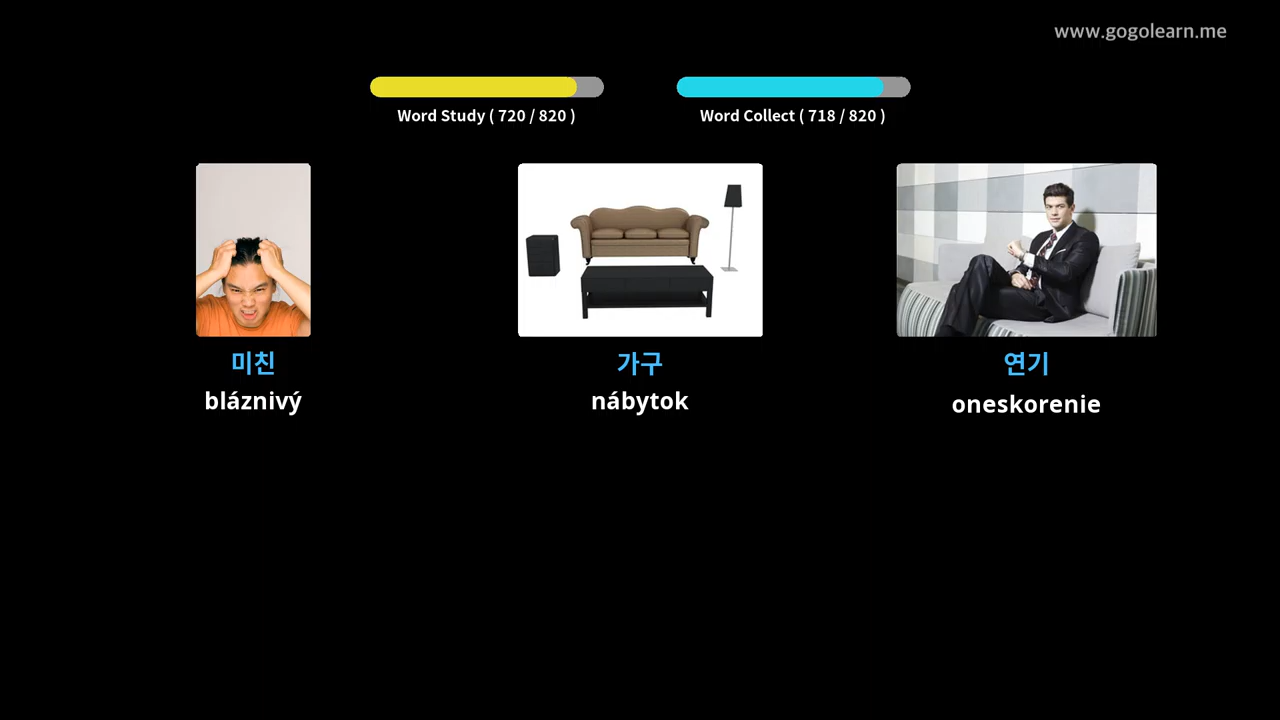 www.gogolearn.me
Word Study ( 720 / 820 )
Word Collect ( 718 / 820 )
미친
bláznivý
가구
nábytok
연기
oneskorenie